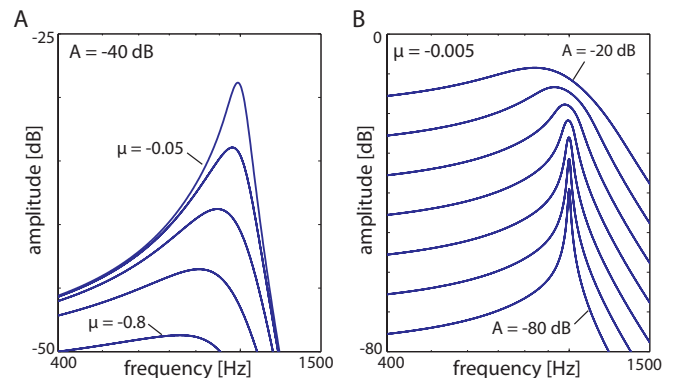 A
A = -40 dB
-25
μ = -0.05
μ = -0.8
-50
400
1500
amplitude [dB]
frequency [Hz]
B
μ = -0.005
A = -20 dB
0
A = -80 dB
-80
400
1500
amplitude [dB]
frequency [Hz]